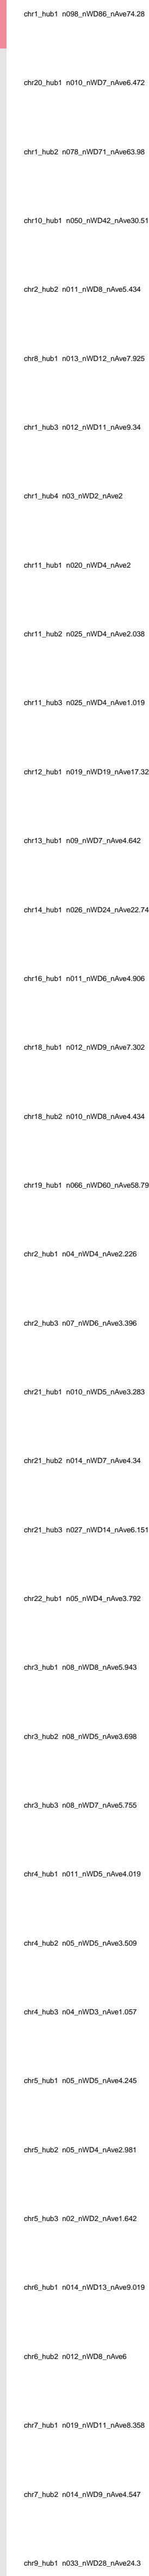 chr1_hub1 n098_nWD86_nAve74.28
chr20_hub1 n010_nWD7_nAve6.472
chr1_hub2 n078_nWD71_nAve63.98
chr10_hub1 n050_nWD42_nAve30.51
chr2_hub2 n011_nWD8_nAve5.434
chr8_hub1 n013_nWD12_nAve7.925
chr1_hub3 n012_nWD11_nAve9.34
chr1_hub4 n03_nWD2_nAve2
chr11_hub1 n020_nWD4_nAve2
chr11_hub2 n025_nWD4_nAve2.038
chr11_hub3 n025_nWD4_nAve1.019
chr12_hub1 n019_nWD19_nAve17.32
chr13_hub1 n09_nWD7_nAve4.642
chr14_hub1 n026_nWD24_nAve22.74
chr16_hub1 n011_nWD6_nAve4.906
chr18_hub1 n012_nWD9_nAve7.302
chr18_hub2 n010_nWD8_nAve4.434
chr19_hub1 n066_nWD60_nAve58.79
chr2_hub1 n04_nWD4_nAve2.226
chr2_hub3 n07_nWD6_nAve3.396
chr21_hub1 n010_nWD5_nAve3.283
chr21_hub2 n014_nWD7_nAve4.34
chr21_hub3 n027_nWD14_nAve6.151
chr22_hub1 n05_nWD4_nAve3.792
chr3_hub1 n08_nWD8_nAve5.943
chr3_hub2 n08_nWD5_nAve3.698
chr3_hub3 n08_nWD7_nAve5.755
chr4_hub1 n011_nWD5_nAve4.019
chr4_hub2 n05_nWD5_nAve3.509
chr4_hub3 n04_nWD3_nAve1.057
chr5_hub1 n05_nWD5_nAve4.245
chr5_hub2 n05_nWD4_nAve2.981
chr5_hub3 n02_nWD2_nAve1.642
chr6_hub1 n014_nWD13_nAve9.019
chr6_hub2 n012_nWD8_nAve6
chr7_hub1 n019_nWD11_nAve8.358
chr7_hub2 n014_nWD9_nAve4.547
chr9_hub1 n033_nWD28_nAve24.3